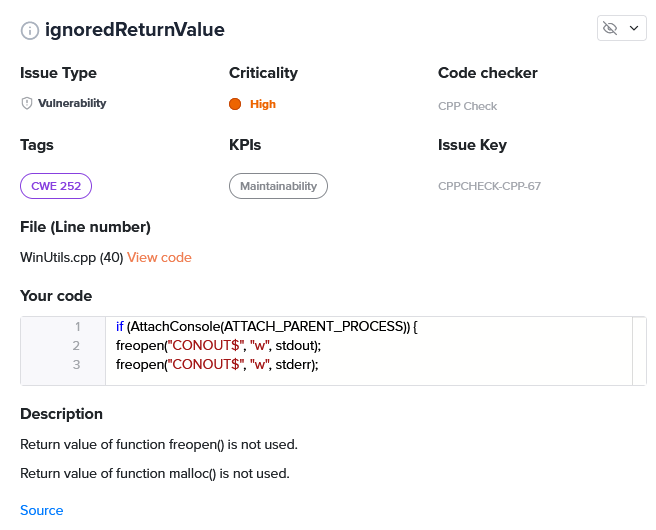 ignoredReturnValue
Issue Type
Criticality
Code checker
Vulnerability
High
CPP Check
Tags
KPIs
Issue Key
CWE 252
Maintainability
CPPCHECK-CPP-67
File (Line number)
WinUtils.cpp (40) View code
Your code
1 if (AttachConsole(ATTACH_PARENT_PROCESS)) {
2 freopen("CONOUT$", "w", stdout);
3 freopen("CONOUT$", "w", stderr);
Description
Return value of function freopen() is not used.
Return value of function malloc() is not used.
Source